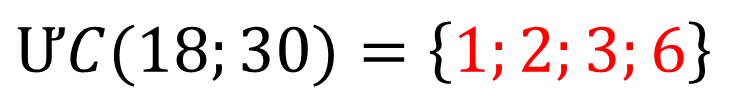 ƯC(18; 30) = {1; 2; 3; 6}